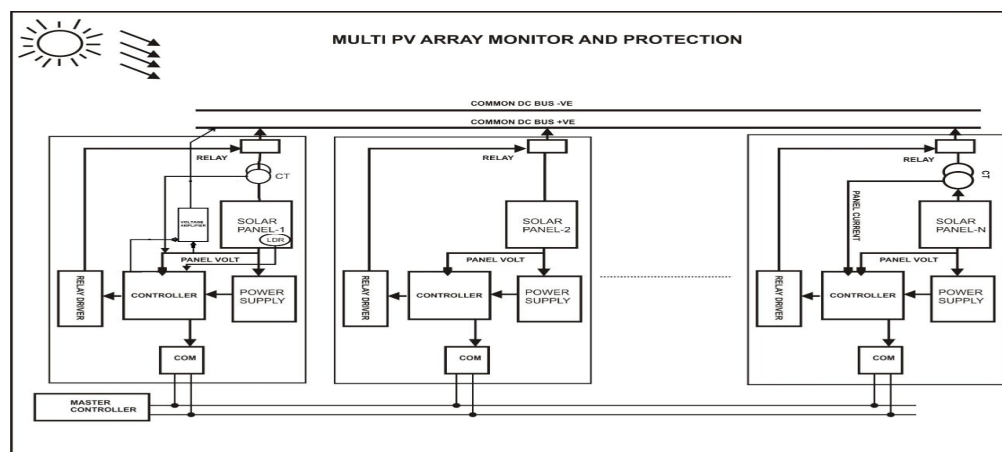 MULTI PV ARRAY MONITOR AND PROTECTION
COMMON DC BUS -VE
COMMON DC BUS +VE
RELAY
CT
VOLTAGE
AMPLIFIER
SOLAR
PANEL-1
LDR
PANEL VOLT
RELAY DRIVER
CONTROLLER
POWER
SUPPLY
COM
RELAY
SOLAR
PANEL-2
PANEL VOLT
RELAY DRIVER
CONTROLLER
POWER
SUPPLY
COM
RELAY
CT
PANEL CURRENT
SOLAR
PANEL-N
PANEL VOLT
RELAY DRIVER
CONTROLLER
POWER
SUPPLY
COM
MASTER
CONTROLLER